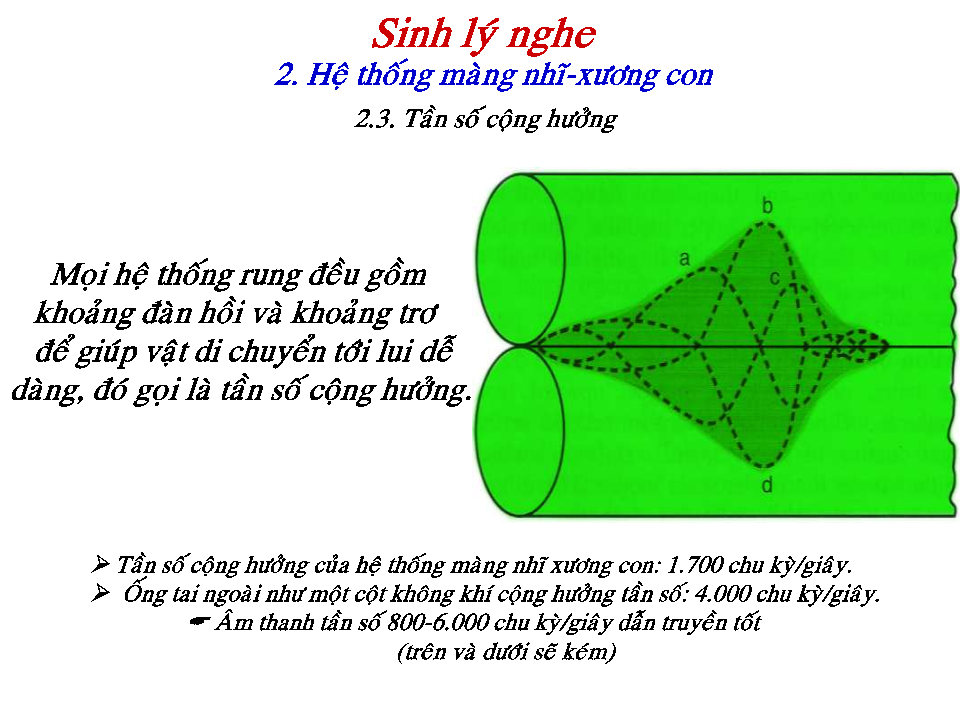 Sinh lý nghe
2. Hệ thống màng nhĩ-xương con
2.3. Tần số cộng hưởng
Mọi hệ thống rung đều gồm
khoảng đàn hồi và khoảng trơ
để giúp vật di chuyển tới lui dễ
dàng, đó gọi là tần số cộng hưởng.
b
a
c
d
➢ Tần số cộng hưởng của hệ thống màng nhĩ xương con: 1.700 chu kỳ/giây.
➢ Ống tai ngoài như một cột không khí cộng hưởng tần số: 4.000 chu kỳ/giây.
☛ Âm thanh tần số 800-6.000 chu kỳ/giây dẫn truyền tốt
(trên và dưới sẽ kém)